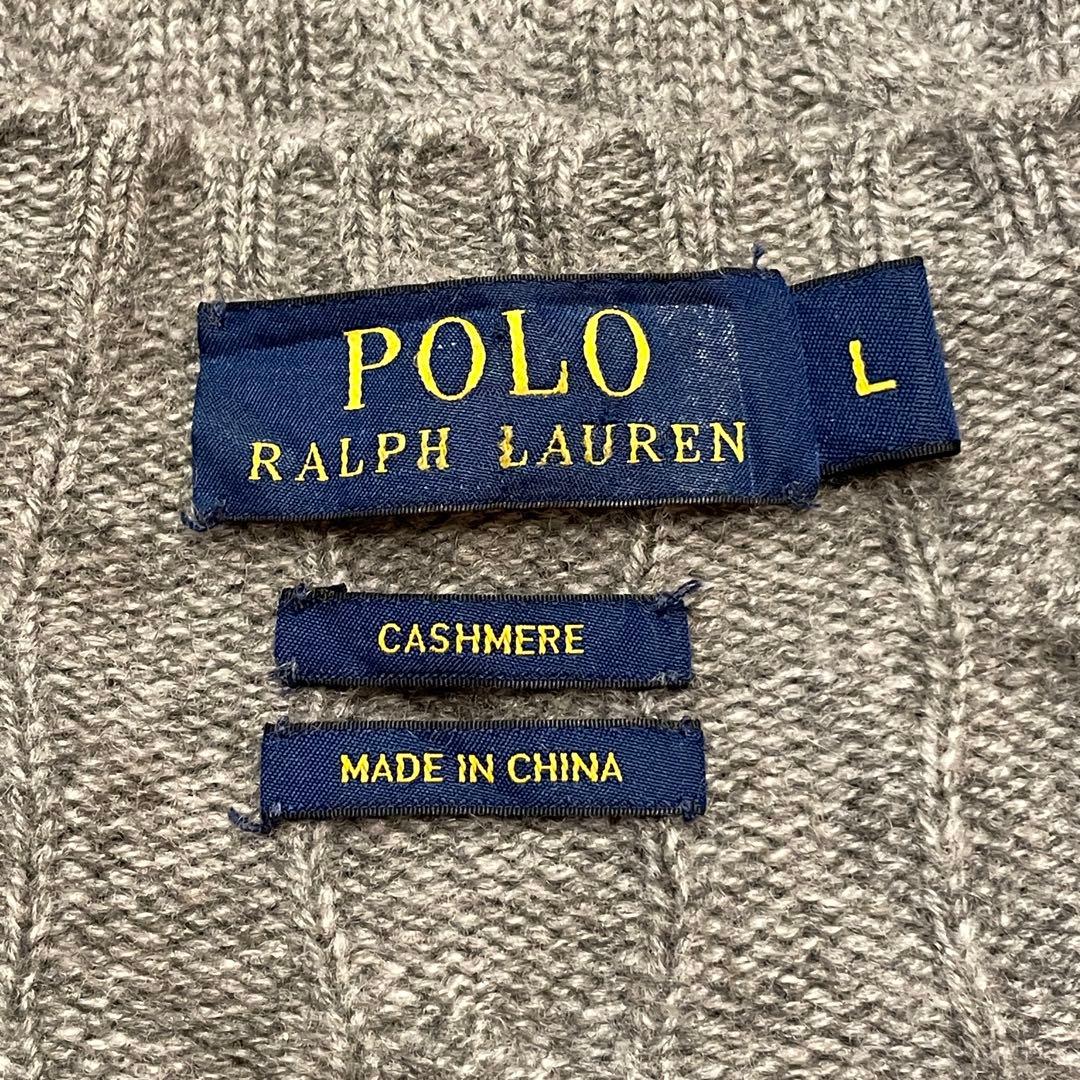 POLO
RALPH LAUREN
L
CASHMERE
MADE IN CHINA